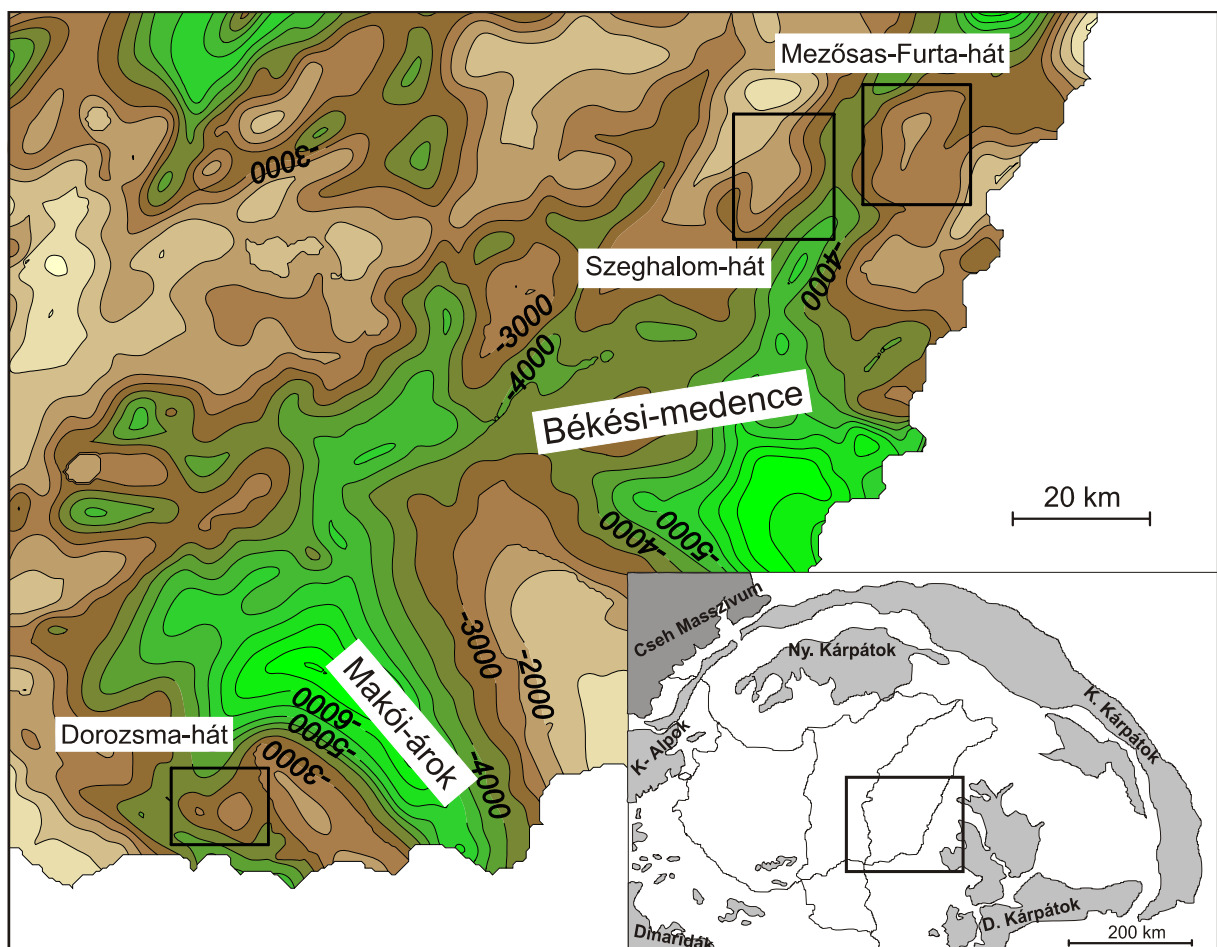 Mezősas-Furta-hát
-3000
Szeghalom-hát
-4000
-3000
-4000
Békési-medence
20 km
-4000
-5000
-3000
-2000
Makói-árok
-6000
-5000
-4000
Dorozsma-hát
-3000
Cseh Masszívum
Ny. Kárpátok
K. Kárpátok
K- Alpok
D. Kárpátok
Dinaridák
200 km